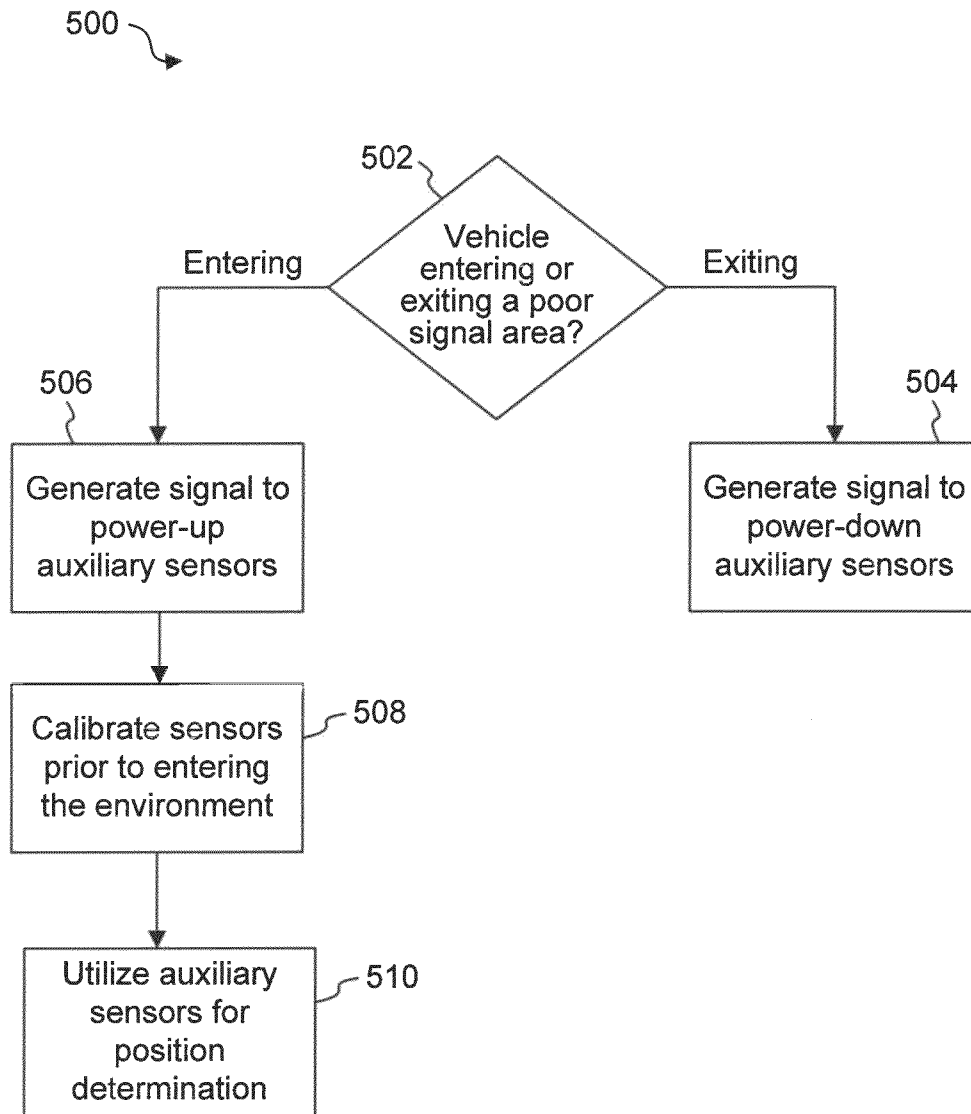 500
502
Vehicle
entering or
exiting a poor
signal area?
Entering
Exiting
506
504
Generate signal to
power-up
auxiliary sensors
Generate signal to
power-down
auxiliary sensors
Calibrate sensors
prior to entering
the environment
508
Utilize auxiliary
sensors for
position
determination
510